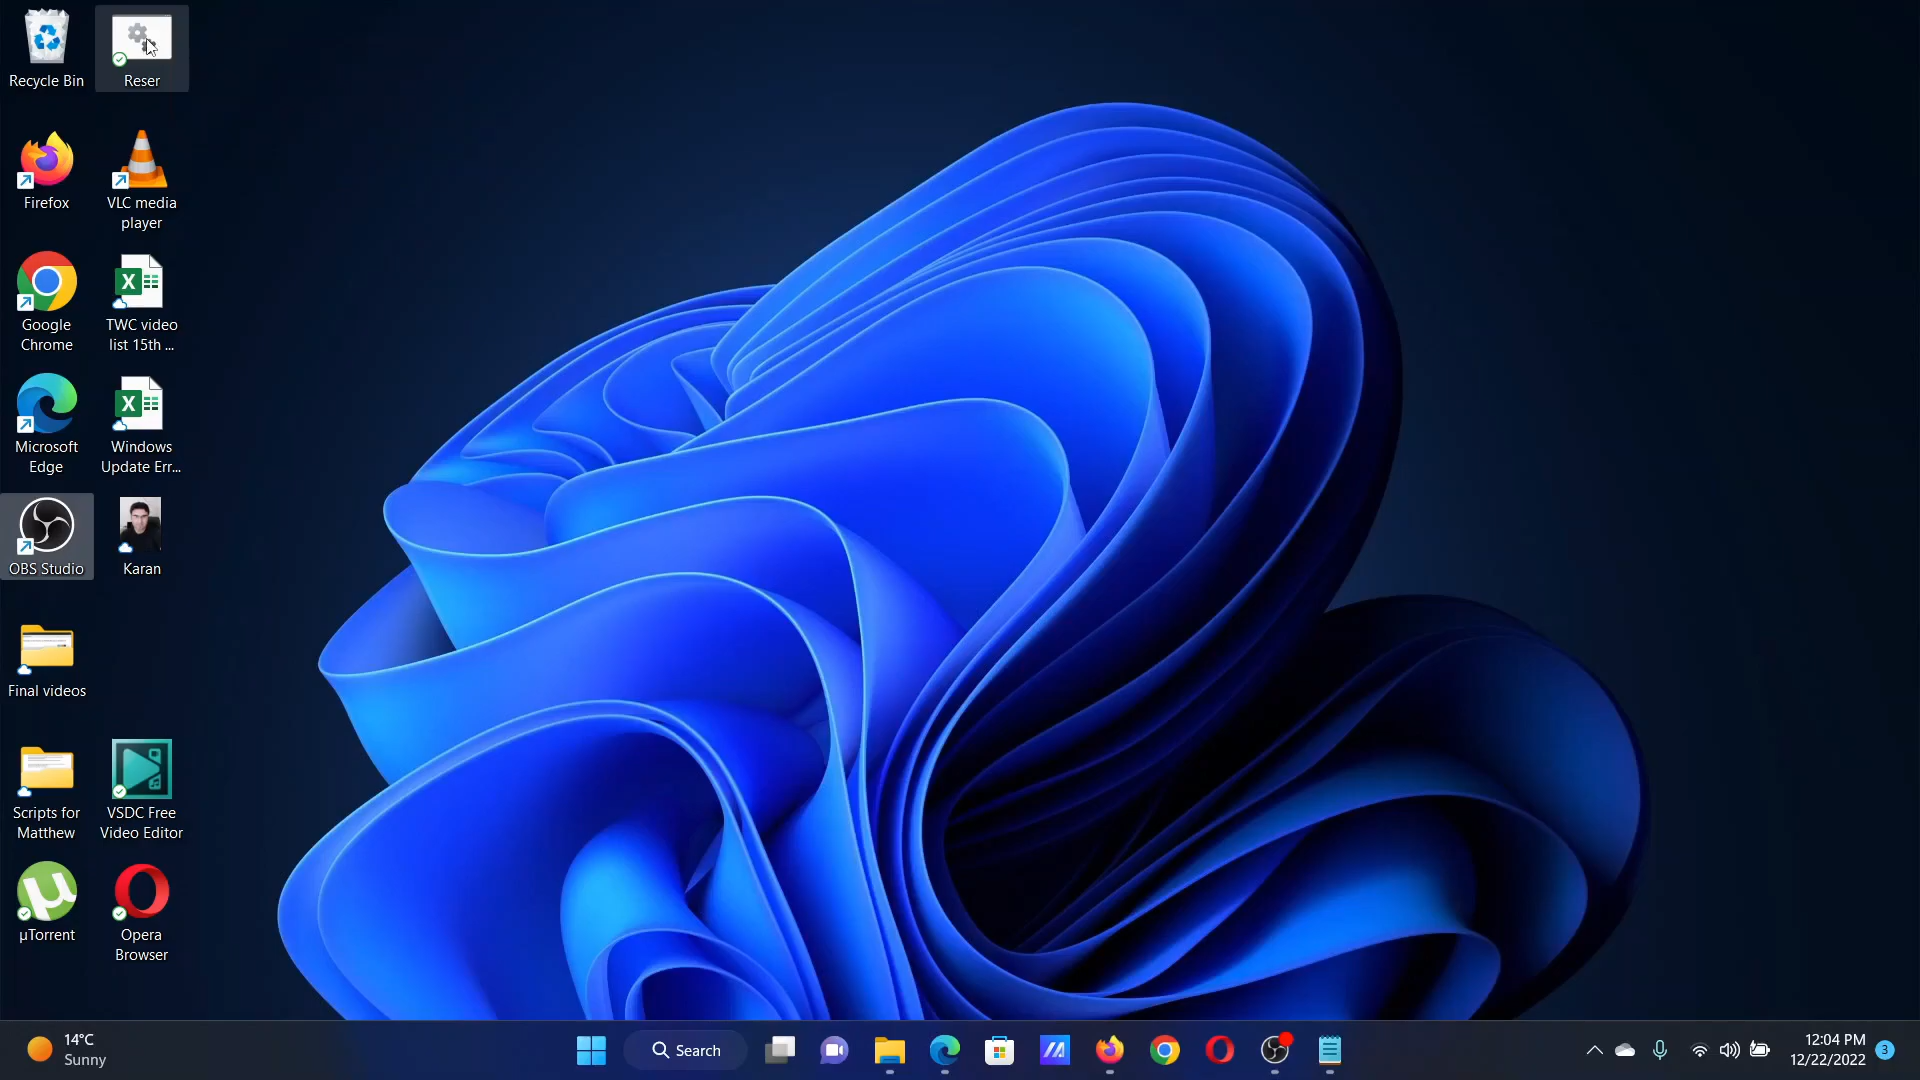 Recycle Bin
Reser
Firefox
VLC media
player
Google
Chrome
TWC video
list 15th ...
Microsoft
Edge
Windows
Update Err...
OBS Studio
Karan
Final videos
Scripts for
Matthew
VSDC Free
Video Editor
µTorrent
Opera
Browser
14°C
Sunny
Search
12:04 PM
12/22/2022
3